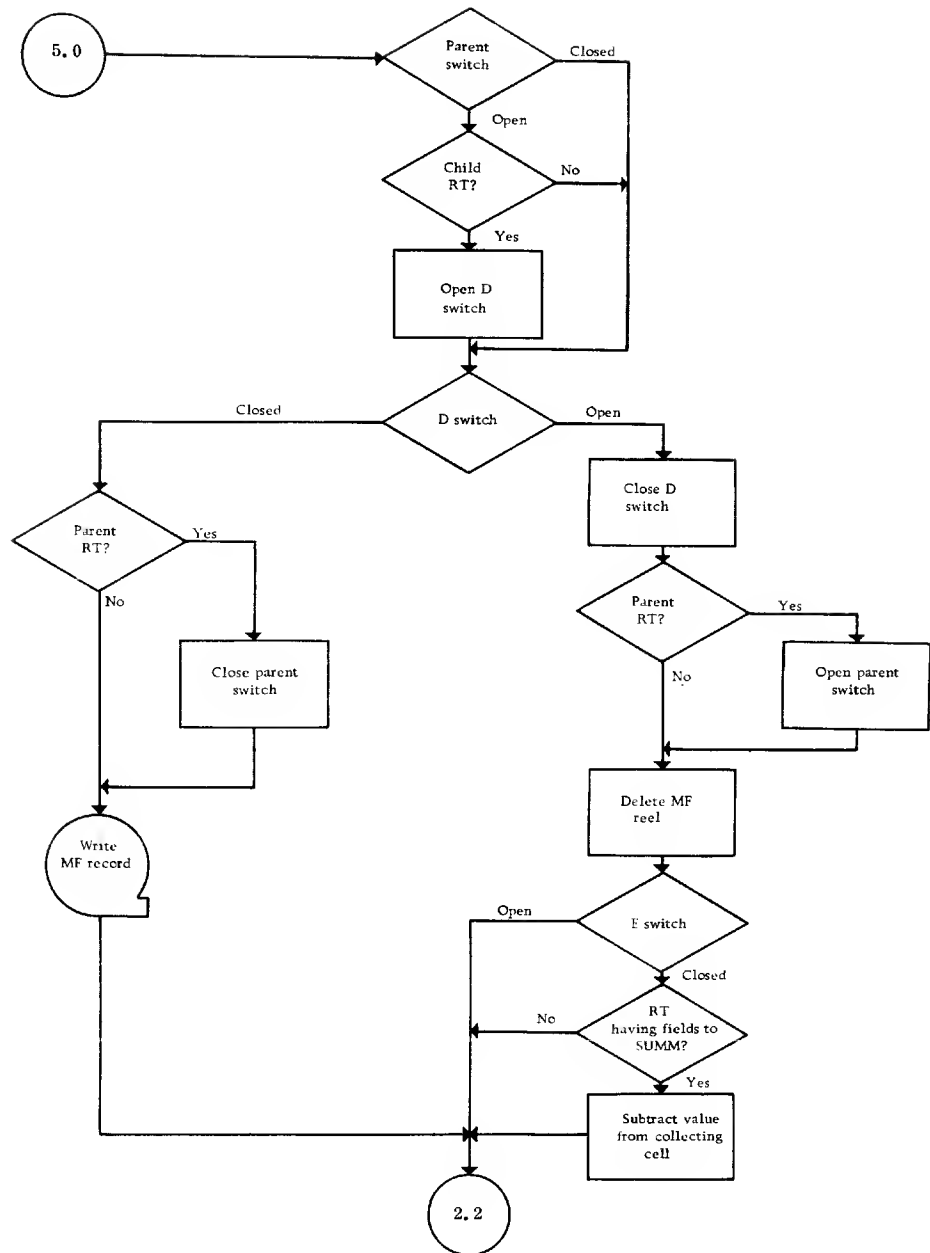 5.0
Parent
switch
Closed
Open
Child
RT?
No
Yes
Open D
switch
Closed
D switch
Open
Close D
switch
Parent
RT?
Yes
No
Parent
RT?
Yes
No
Close parent
switch
Open parent
switch
Delete MF
reel
Write
MF record
Open
E switch
Closed
No
RT
having fields to
SUMM?
Yes
Subtract value
from collecting
cell
2.2